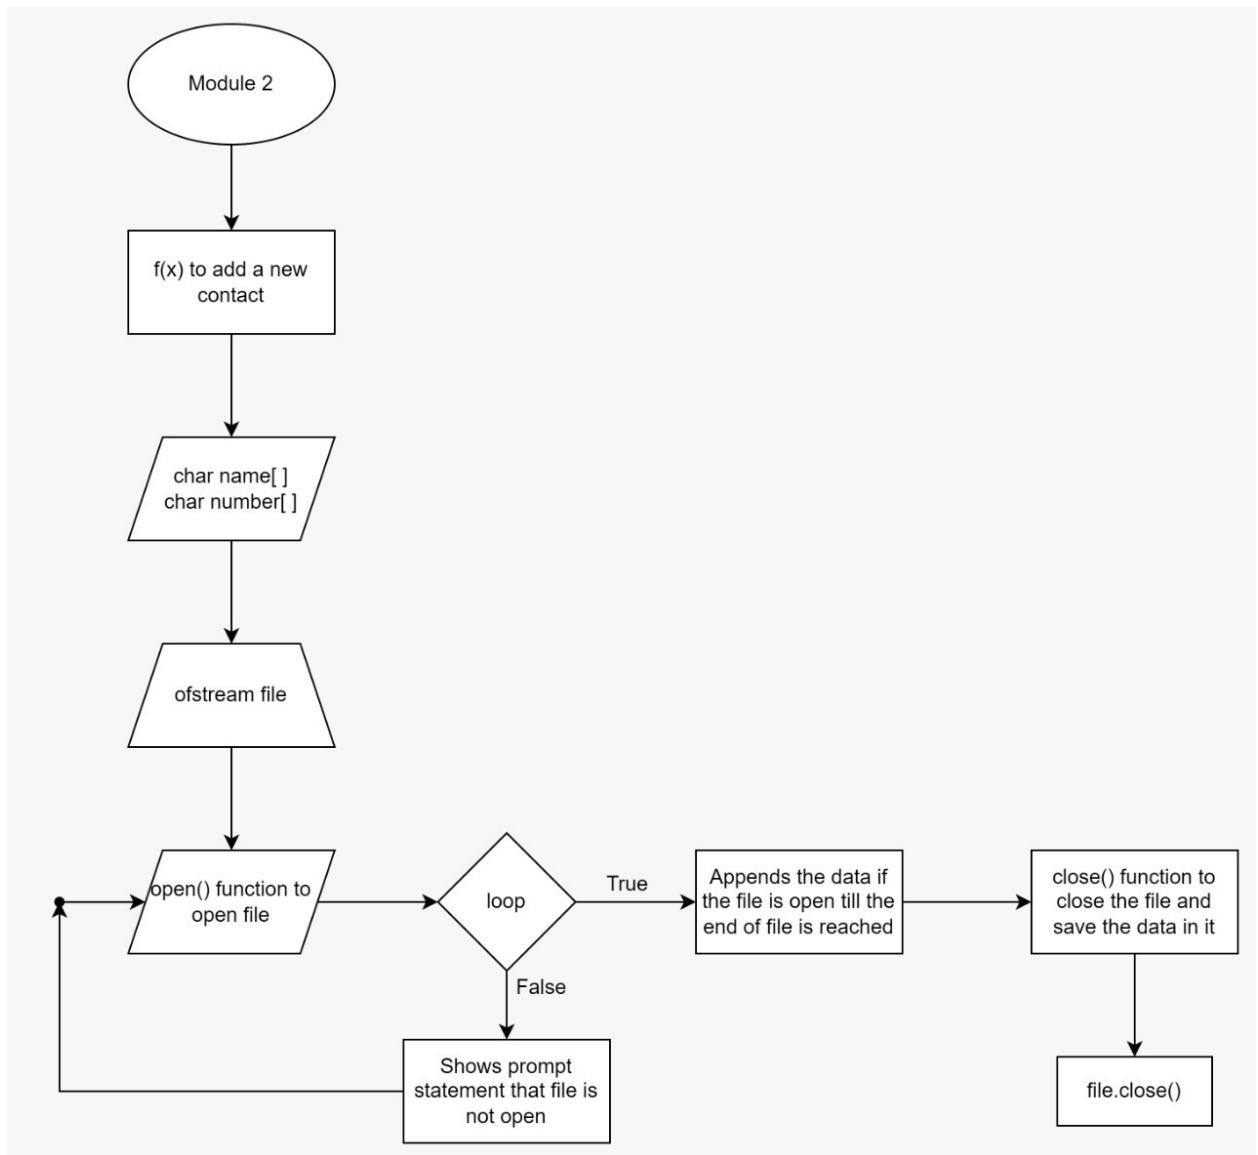 Module 2
f(x) to add a new
contact
char name[ ]
char number[ ]
ofstream file
open() function to
open file
loop
True
Appends the data if
the file is open till the
end of file is reached
close() function to
close the file and
save the data in it
False
Shows prompt
statement that file is
not open
file.close()